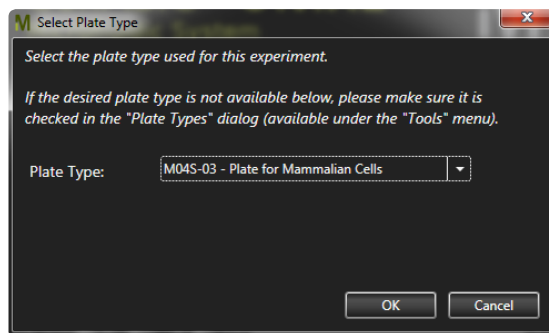 M Select Plate Type
Select the plate type used for this experiment.
If the desired plate type is not available below, please make sure it is
checked in the "Plate Types" dialog (available under the "Tools" menu).
Plate Type:
M04S-03 - Plate for Mammalian Cells
OK
Cancel